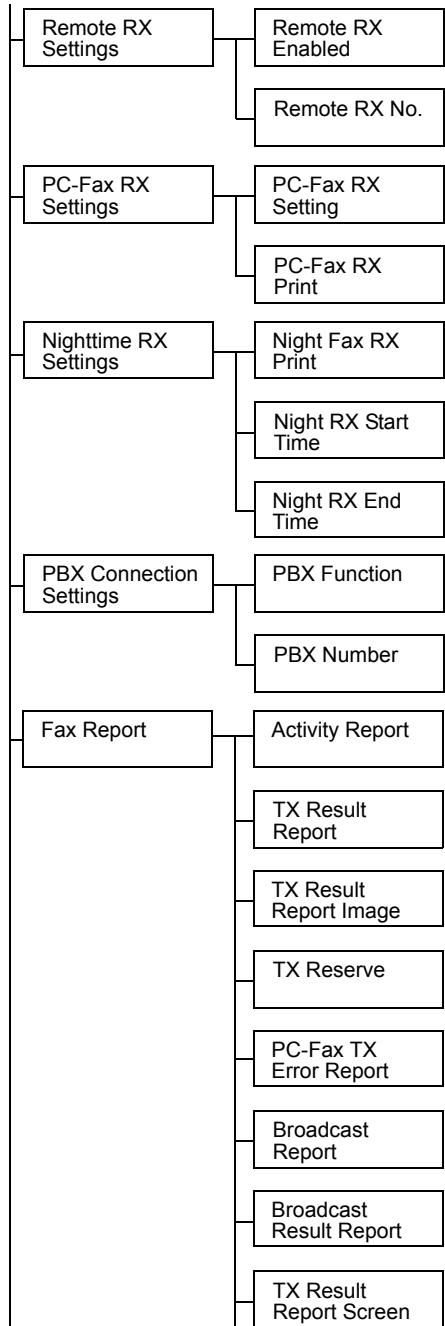 Remote RX
Settings
Remote RX
Enabled
Remote RX No.
PC-Fax RX
Settings
PC-Fax RX
Setting
PC-Fax RX
Print
Nighttime RX
Settings
Night Fax RX
Print
Night RX Start
Time
Night RX End
Time
PBX Connection
Settings
PBX Function
PBX Number
Fax Report
Activity Report
TX Result
Report
TX Result
Report Image
TX Reserve
PC-Fax TX
Error Report
Broadcast
Report
Broadcast
Result Report
TX Result
Report Screen